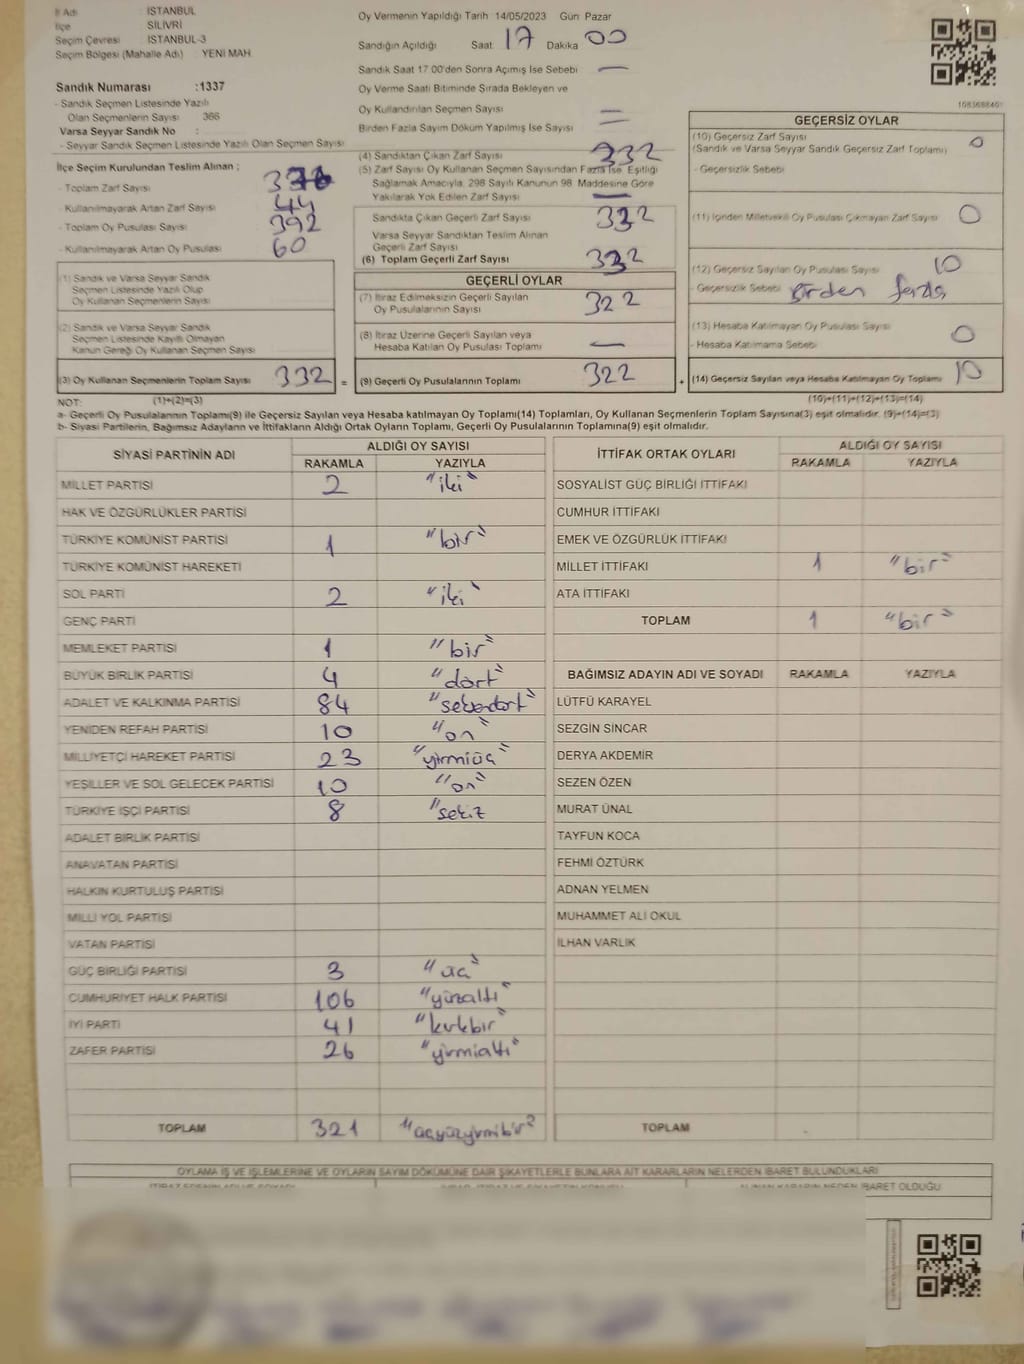 İl Adı : İSTANBUL
İlçe : SİLİVRİ
Seçim Çevresi : İSTANBUL-3
Seçim Bölgesi (Mahalle Adı) : YENİ MAH.
Sandık Numarası :1337
- Sandık Seçmen Listesinde Yazılı
Olan Seçmenlerin Sayısı 366
Varsa Seyyar Sandık No :
- Seyyar Sandık Seçmen Listesinde Yazılı Olan Seçmen Sayısı
İlçe Seçim Kurulundan Teslim Alınan :
- Toplam Zarf Sayısı 376
- Kullanılmayarak Artan Zarf Sayısı 44
- Toplam Oy Pusulası Sayısı 392
- Kullanılmayarak Artan Oy Pusulası 60
(1) Sandık ve Varsa Seyyar Sandık
Seçmen Listesinde Yazılı Olup
Oy Kullanan Seçmenlerin Sayısı
(2) Sandık ve Varsa Seyyar Sandık
Seçmen Listesinde Kayıtlı Olmayan
Kanun Gereği Oy Kullanan Seçmen Sayısı
(3) Oy Kullanan Seçmenlerin Toplam Sayısı 332 =
Oy Vermenin Yapıldığı Tarih 14/05/2023 Gün Pazar
Sandığın Açıldığı Saat 17 Dakika 00
Sandık Saat 17.00'den Sonra Açılmış İse Sebebi —
Oy Verme Saati Bitiminde Sırada Bekleyen ve
Oy Kullandırılan Seçmen Sayısı —
Birden Fazla Sayım Döküm Yapılmış İse Sayısı —
(4) Sandıktan Çıkan Zarf Sayısı 332
(5) Zarf Sayısı Oy Kullanan Seçmen Sayısından Fazla İse, Eşitliği
Sağlamak Amacıyla, 298 Sayılı Kanunun 98. Maddesine Göre
Yakılarak Yok Edilen Zarf Sayısı —
Sandıkta Çıkan Geçerli Zarf Sayısı 332
Varsa Seyyar Sandıktan Teslim Alınan
Geçerli Zarf Sayısı
(6) Toplam Geçerli Zarf Sayısı 332
GEÇERLİ OYLAR
(7) İtiraz Edilmeksizin Geçerli Sayılan
Oy Pusulalarının Sayısı 322
(8) İtiraz Üzerine Geçerli Sayılan veya
Hesaba Katılan Oy Pusulası Toplamı —
(9) Geçerli Oy Pusulalarının Toplamı 322 +
GEÇERSİZ OYLAR
(10) Geçersiz Zarf Sayısı 0
(Sandık ve Varsa Seyyar Sandık Geçersiz Zarf Toplamı)
- Geçersizlik Sebebi
(11) İçinden Milletvekili Oy Pusulası Çıkmayan Zarf Sayısı 0
(12) Geçersiz Sayılan Oy Pusulası Sayısı 10
- Geçersizlik Sebebi Birden fazla
(13) Hesaba Katılmayan Oy Pusulası Sayısı 0
- Hesaba Katılmama Sebebi
(14) Geçersiz Sayılan veya Hesaba Katılmayan Oy Toplamı 10
NOT: (1)+(2)=(3) (10)+(11)+(12)+(13)=(14)
a- Geçerli Oy Pusulalarının Toplamı(9) ile Geçersiz Sayılan veya Hesaba katılmayan Oy Toplamı(14) Toplamları, Oy Kullanan Seçmenlerin Toplam Sayısına(3) eşit olmalıdır. (9)+(14)=(3)
b- Siyasi Partilerin, Bağımsız Adayların ve İttifakların Aldığı Ortak Oyların Toplamı, Geçerli Oy Pusulalarının Toplamına(9) eşit olmalıdır.
SİYASİ PARTİNİN ADI ALDIĞI OY SAYISI
RAKAMLA YAZIYLA
MİLLET PARTİSİ 2 "iki"
HAK VE ÖZGÜRLÜKLER PARTİSİ
TÜRKİYE KOMÜNİST PARTİSİ 1 "bir"
TÜRKİYE KOMÜNİST HAREKETİ
SOL PARTİ 2 "iki"
GENÇ PARTİ
MEMLEKET PARTİSİ 1 "bir"
BÜYÜK BİRLİK PARTİSİ 4 "dört"
ADALET VE KALKINMA PARTİSİ 84 "seksendört"
YENİDEN REFAH PARTİSİ 10 "on"
MİLLİYETÇİ HAREKET PARTİSİ 23 "yirmiüç"
YEŞİLLER VE SOL GELECEK PARTİSİ 10 "on"
TÜRKİYE İŞÇİ PARTİSİ 8 "sekiz
ADALET BİRLİK PARTİSİ
ANAVATAN PARTİSİ
HALKIN KURTULUŞ PARTİSİ
MİLLİ YOL PARTİSİ
VATAN PARTİSİ
GÜÇ BİRLİĞİ PARTİSİ 3 "üç"
CUMHURİYET HALK PARTİSİ 106 "yüzaltı"
İYİ PARTİ 41 "kırkbir"
ZAFER PARTİSİ 26 "yirmialtı"
TOPLAM 321 "üçyüzyirmibir"
İTTİFAK ORTAK OYLARI ALDIĞI OY SAYISI
RAKAMLA YAZIYLA
SOSYALİST GÜÇ BİRLİĞİ İTTİFAKI
CUMHUR İTTİFAKI
EMEK VE ÖZGÜRLÜK İTTİFAKI
MİLLET İTTİFAKI 1 "bir"
ATA İTTİFAKI
TOPLAM 1 "bir"
BAĞIMSIZ ADAYIN ADI VE SOYADI RAKAMLA YAZIYLA
LÜTFÜ KARAYEL
SEZGİN SİNCAR
DERYA AKDEMİR
SEZEN ÖZEN
MURAT ÜNAL
TAYFUN KOCA
FEHMİ ÖZTÜRK
ADNAN YELMEN
MUHAMMET ALİ OKUL
İLHAN VARLIK
TOPLAM
OYLAMA İŞ VE İŞLEMLERİNE VE OYLARIN SAYIM DÖKÜMÜNE DAİR ŞİKAYETLERLE BUNLARA AİT KARARLARIN NELERDEN İBARET BULUNDUKLARI
ALINAN KARARIN NEDEN İBARET OLDUĞU